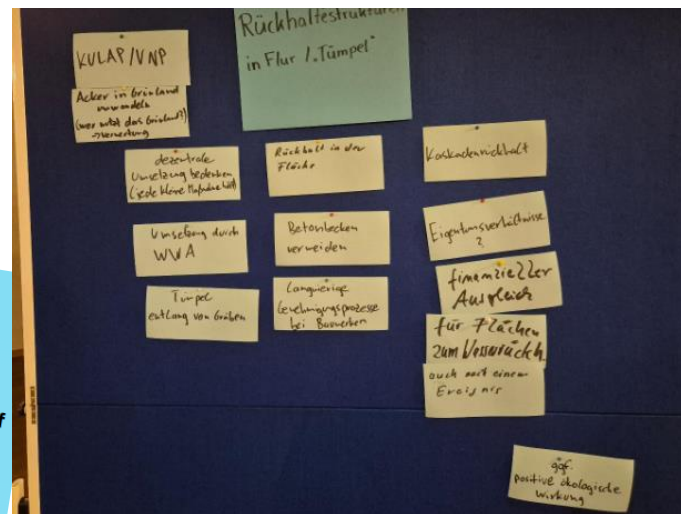 Rückhaltestrukturen
in Flur /„Tümpel"
KULAP/VNP
Acker in Grünland
umwandeln
(wer nutzt das Grünland?)
→Verwertung
dezentrale
Umsetzung bedenken
(jede kleine Maßnahme hilft)
Umsetzung durch
WWA
Tümpel
entlang von Gräben
Rückhalt in der
Fläche
Betonbecken
vermeiden
Langwierige
Genehmigungsprozesse
bei Bauwerken
Kaskadenrückhalt
Eigentumsverhältnisse
?
finanzieller
Ausgleich
für Flächen
zum Wasserrückh
auch mit einem
Ereignis
ggf.
positive ökologische
Wirkung
f